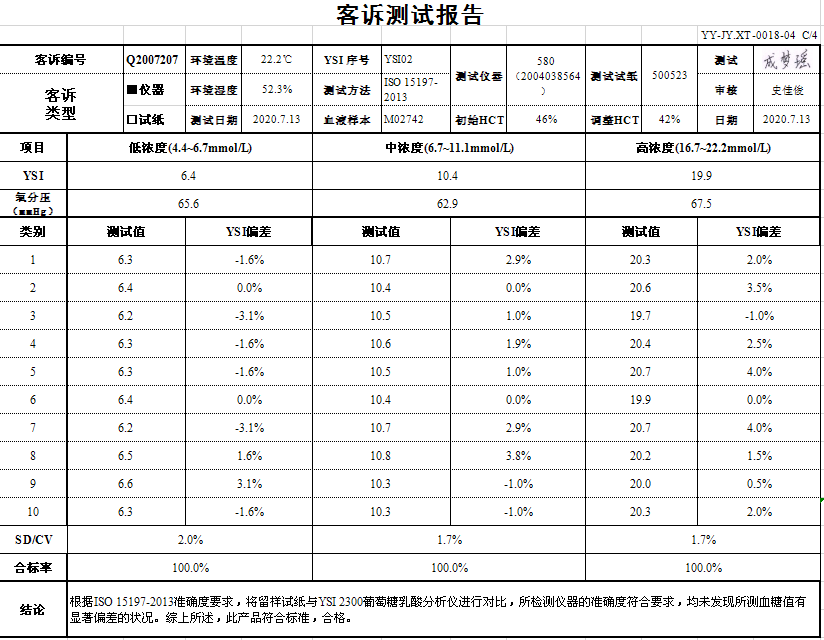 客诉测试报告
YY-JY.XT-0018-04 C/4
客诉编号 Q2007207 环境温度 22.2℃ YSI 序号 YSI02 测试仪器 580 (2004038564) 测试试纸 500523 测试 成梦瑶
客诉类型 ■仪器 环境湿度 52.3% 测试方法 ISO 15197-2013 审核 史佳俊
□试纸 测试日期 2020.7.13 血液样本 M02742 初始HCT 46% 调整HCT 42% 日期 2020.7.13
项目 低浓度(4.4~6.7mmol/L) 中浓度(6.7~11.1mmol/L) 高浓度(16.7~22.2mmol/L)
YSI 6.4 10.4 19.9
氧分压(mmHg) 65.6 62.9 67.5
类别 测试值 YSI偏差 测试值 YSI偏差 测试值 YSI偏差
1 6.3 -1.6% 10.7 2.9% 20.3 2.0%
2 6.4 0.0% 10.4 0.0% 20.6 3.5%
3 6.2 -3.1% 10.5 1.0% 19.7 -1.0%
4 6.3 -1.6% 10.6 1.9% 20.4 2.5%
5 6.3 -1.6% 10.5 1.0% 20.7 4.0%
6 6.4 0.0% 10.4 0.0% 19.9 0.0%
7 6.2 -3.1% 10.7 2.9% 20.7 4.0%
8 6.5 1.6% 10.8 3.8% 20.2 1.5%
9 6.6 3.1% 10.3 -1.0% 20.0 0.5%
10 6.3 -1.6% 10.3 -1.0% 20.3 2.0%
SD/CV 2.0% 1.7% 1.7%
合标率 100.0% 100.0% 100.0%
结论 根据ISO 15197-2013准确度要求，将留样试纸与YSI 2300葡萄糖乳酸分析仪进行对比，所检测仪器的准确度符合要求，均未发现所测血糖值有
显著偏差的状况。综上所述，此产品符合标准，合格。